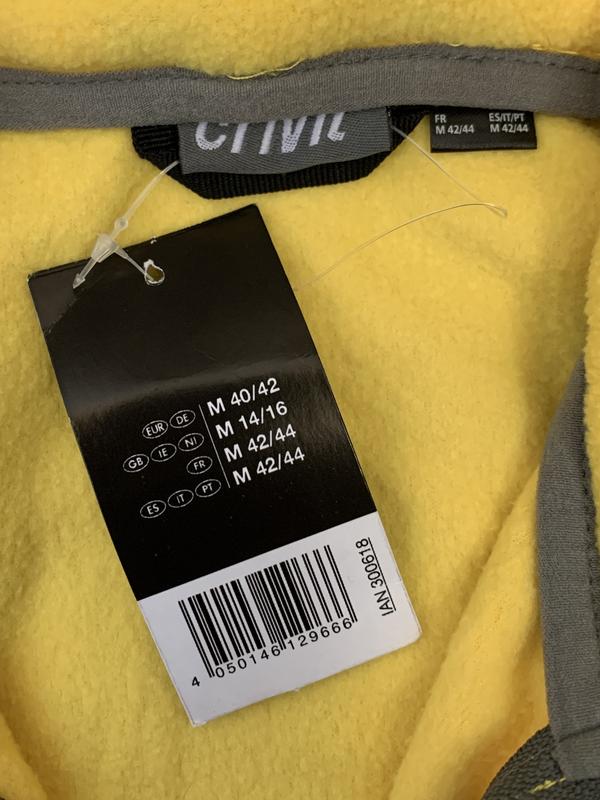 CRIVIT
FR ES/IT/PT
M 42/44 M 42/44
EUR DE M 40/42
GB IE NI M 14/16
FR M 42/44
ES IT PT M 42/44
IAN 300618
4 050146 129666